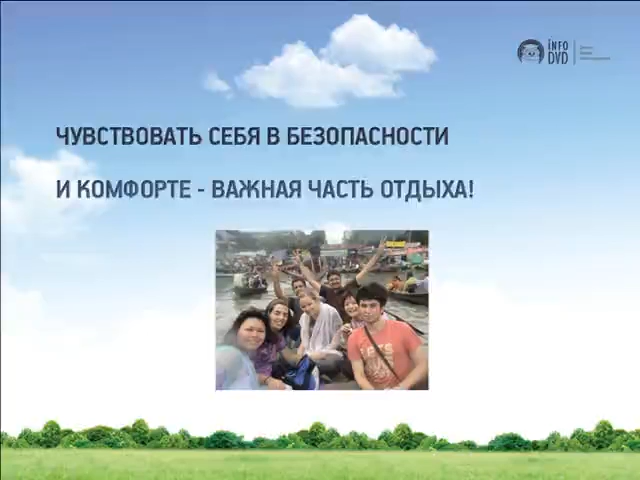 INFO
DVD
ЧУВСТВОВАТЬ СЕБЯ В БЕЗОПАСНОСТИ
И КОМФОРТЕ - ВАЖНАЯ ЧАСТЬ ОТДЫХА!